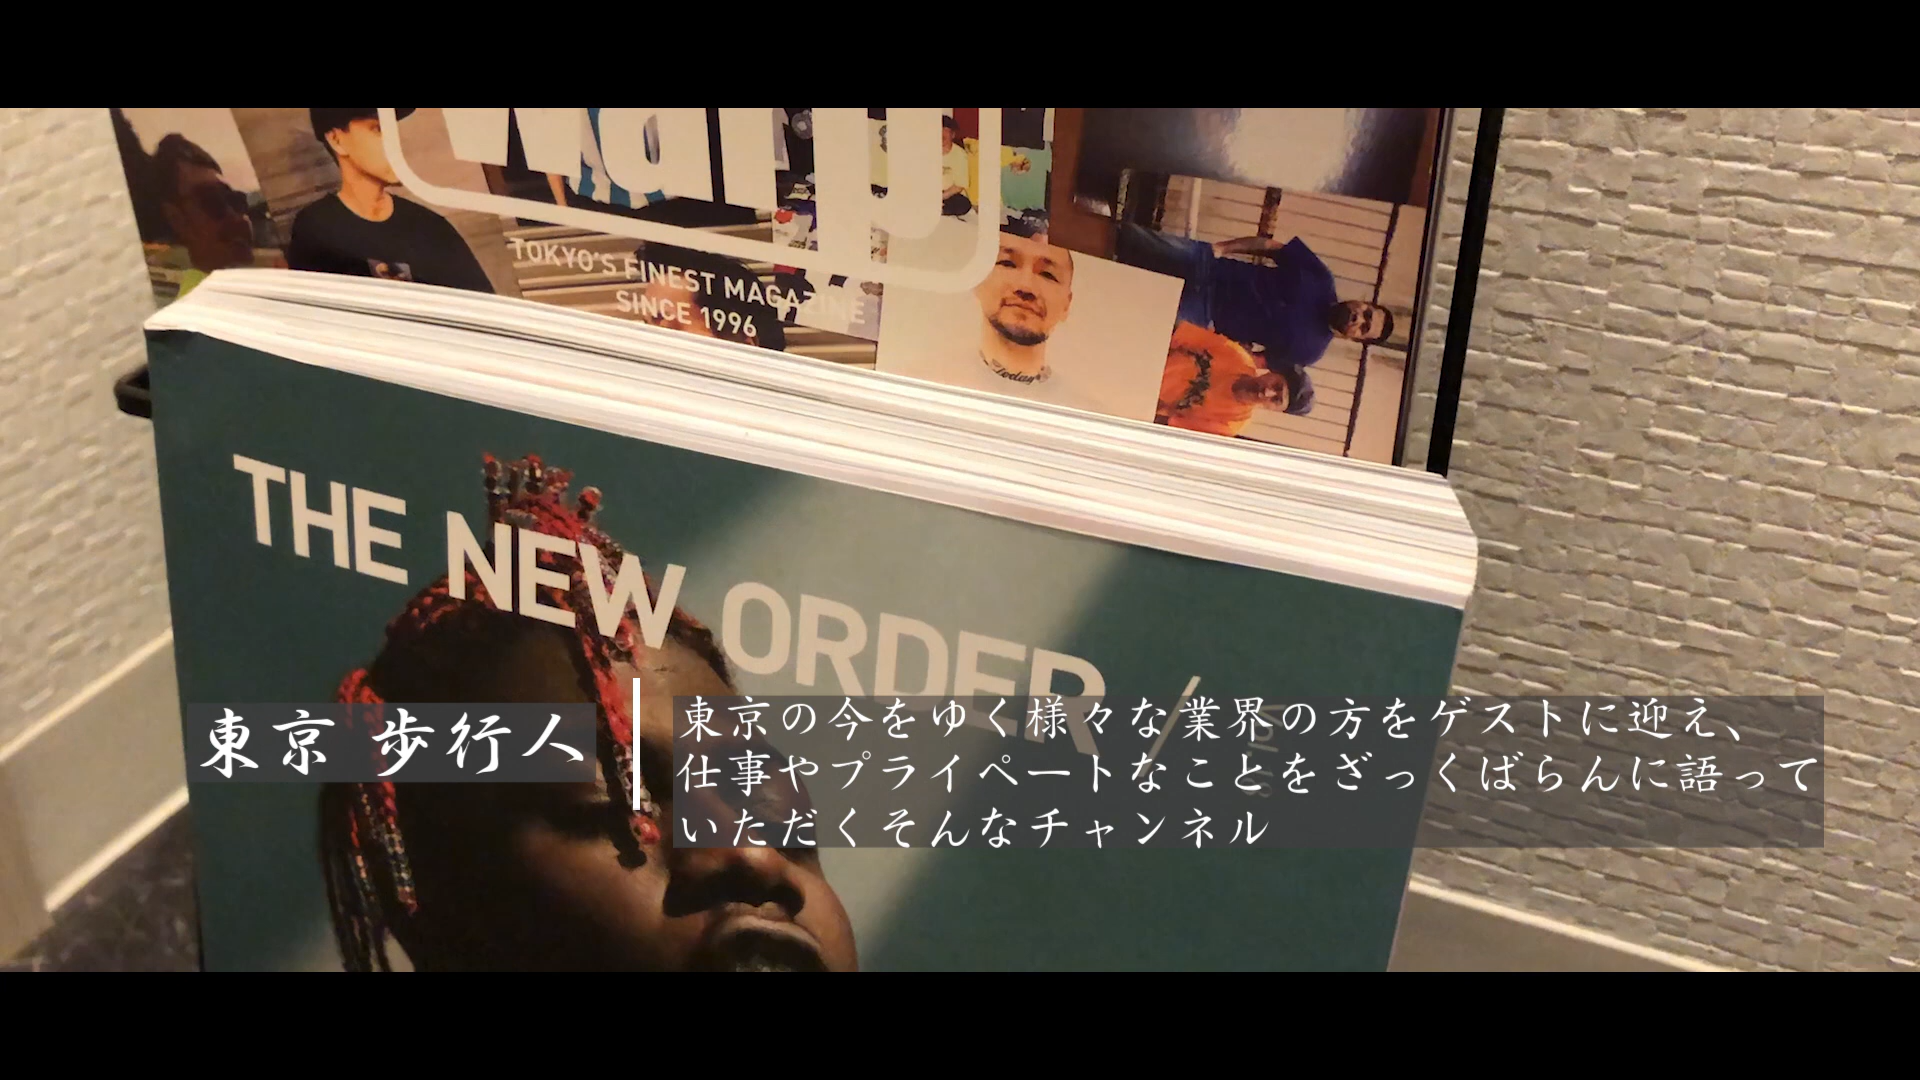 warp
TOKYO'S FINEST MAGAZINE
SINCE 1996
Today
THE NEW ORDER /
東京 歩行人
東京の今をゆく様々な業界の方をゲストに迎え、
仕事やプライペートなことをざっくばらんに語って
いただくそんなチャンネル